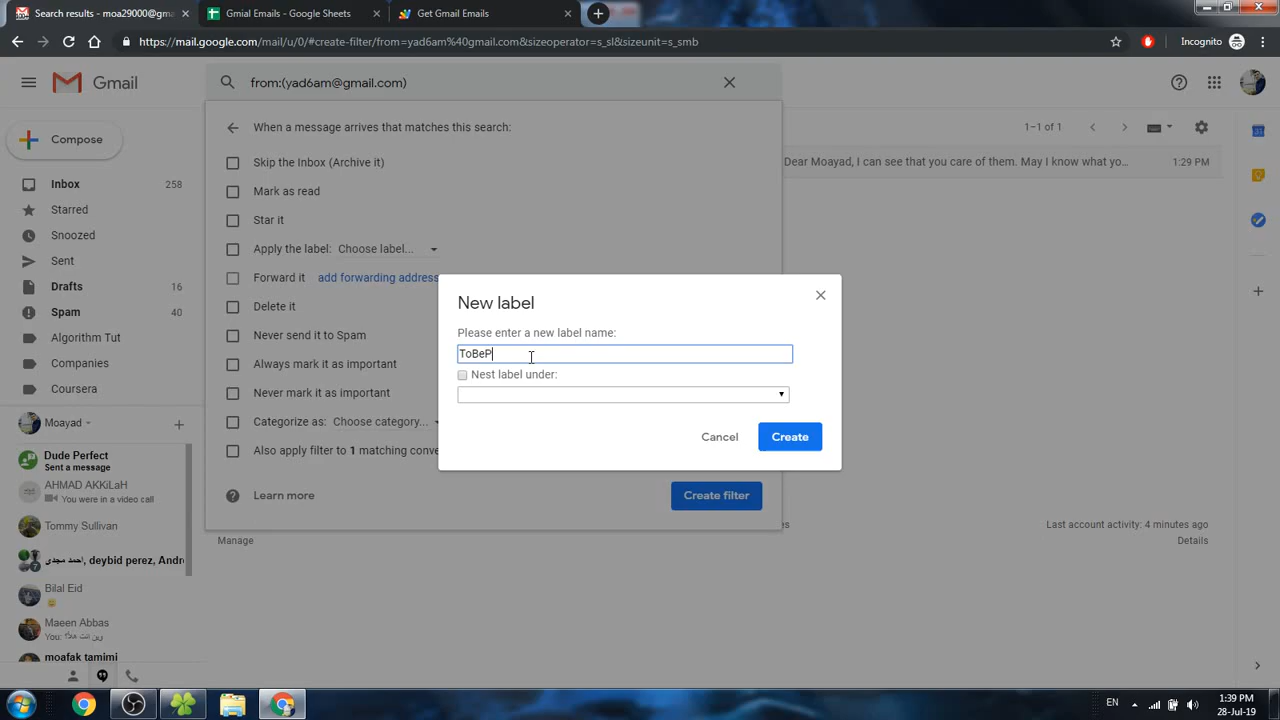 Search results - moa29000@gma
Gmial Emails - Google Sheets
Get Gmail Emails
https://mail.google.com/mail/u/0/#create-filter/from=yad6am%40gmail.com&sizeoperator=s_sl&sizeunit=s_smb
Incognito
Gmail
from:(yad6am@gmail.com)
Compose
When a message arrives that matches this search:
1–1 of 1
Skip the Inbox (Archive it)
Dear Moayad, I can see that you care of them. May I know what yo...
1:29 PM
Inbox
258
Mark as read
Starred
Star it
Snoozed
Apply the label:
Choose label...
Sent
Forward it
add forwarding address
Drafts
16
Delete it
Spam
40
Never send it to Spam
Algorithm Tut
Always mark it as important
Companies
Never mark it as important
Coursera
Categorize as:
Choose category...
Also apply filter to 1 matching conve
New label
Please enter a new label name:
ToBeP
Nest label under:
Cancel
Create
Learn more
Create filter
Moayad
Dude Perfect
Sent a message
AHMAD AKKiLaH
You were in a video call
Tommy Sullivan
احمد مجدي, deybid perez, Andre
Bilal Eid
Maeen Abbas
You:
moafak tamimi
Manage
Last account activity: 4 minutes ago
Details
EN
1:39 PM
28-Jul-19